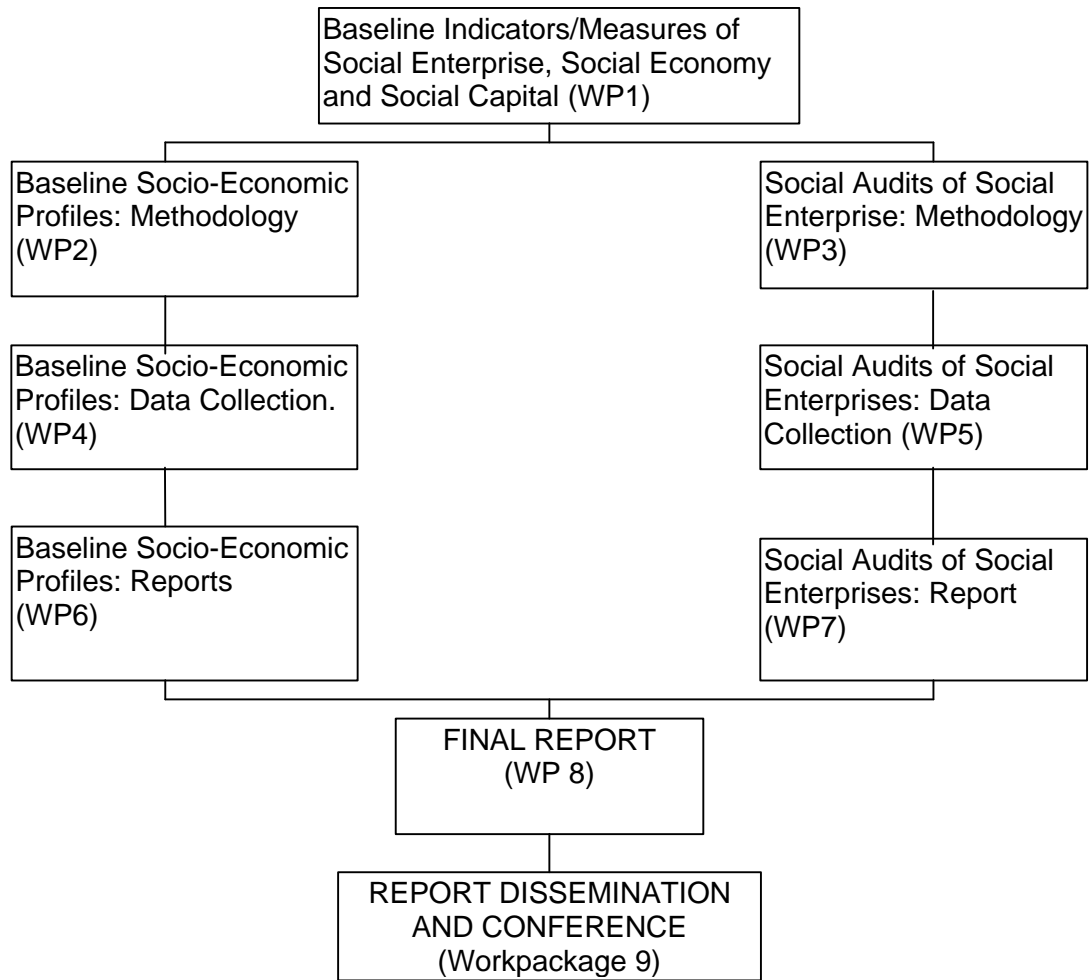 Baseline Indicators/Measures of
Social Enterprise, Social Economy
and Social Capital (WP1)
Baseline Socio-Economic
Profiles: Methodology
(WP2)
Social Audits of Social
Enterprise: Methodology
(WP3)
Baseline Socio-Economic
Profiles: Data Collection.
(WP4)
Social Audits of Social
Enterprises: Data
Collection (WP5)
Baseline Socio-Economic
Profiles: Reports
(WP6)
Social Audits of Social
Enterprises: Report
(WP7)
FINAL REPORT
(WP 8)
REPORT DISSEMINATION
AND CONFERENCE
(Workpackage 9)